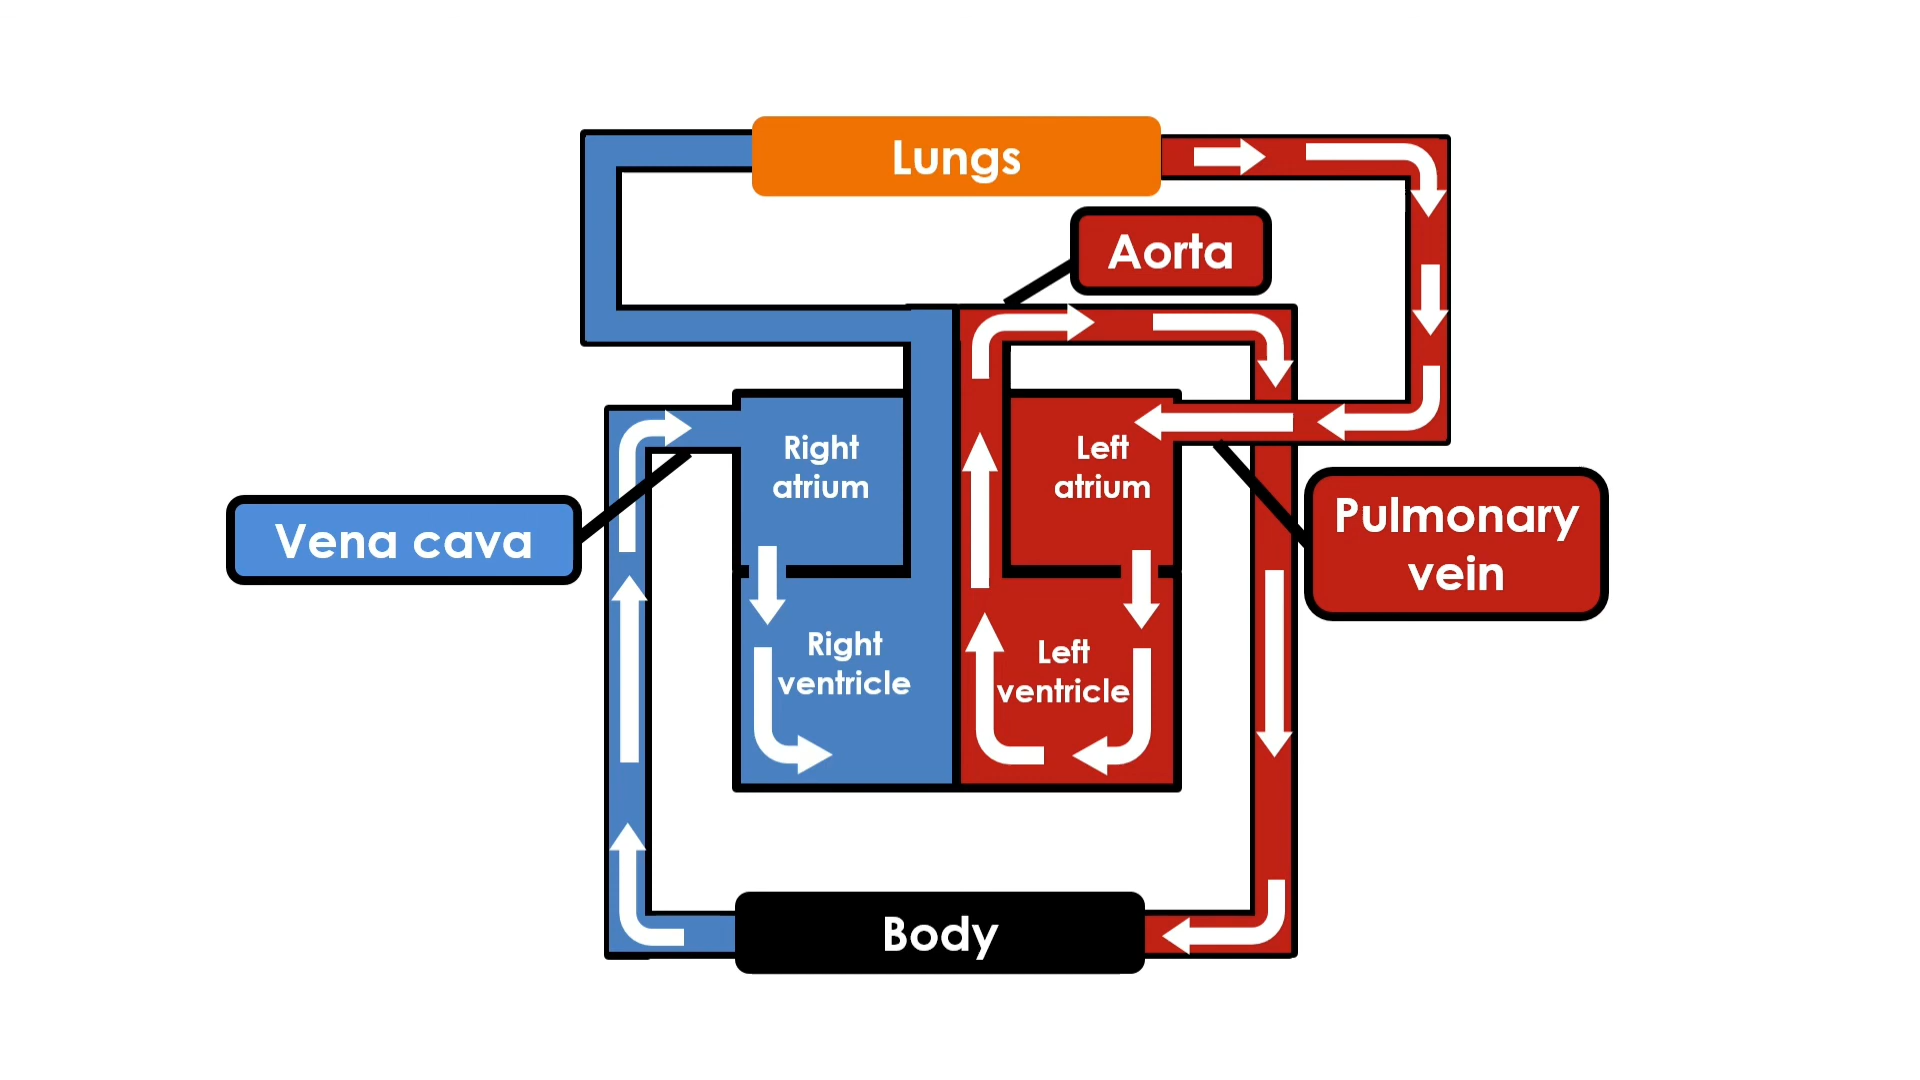 Lungs
Aorta
Right
atrium
Left
atrium
Vena cava
Pulmonary
vein
Right
ventricle
Left
ventricle
Body